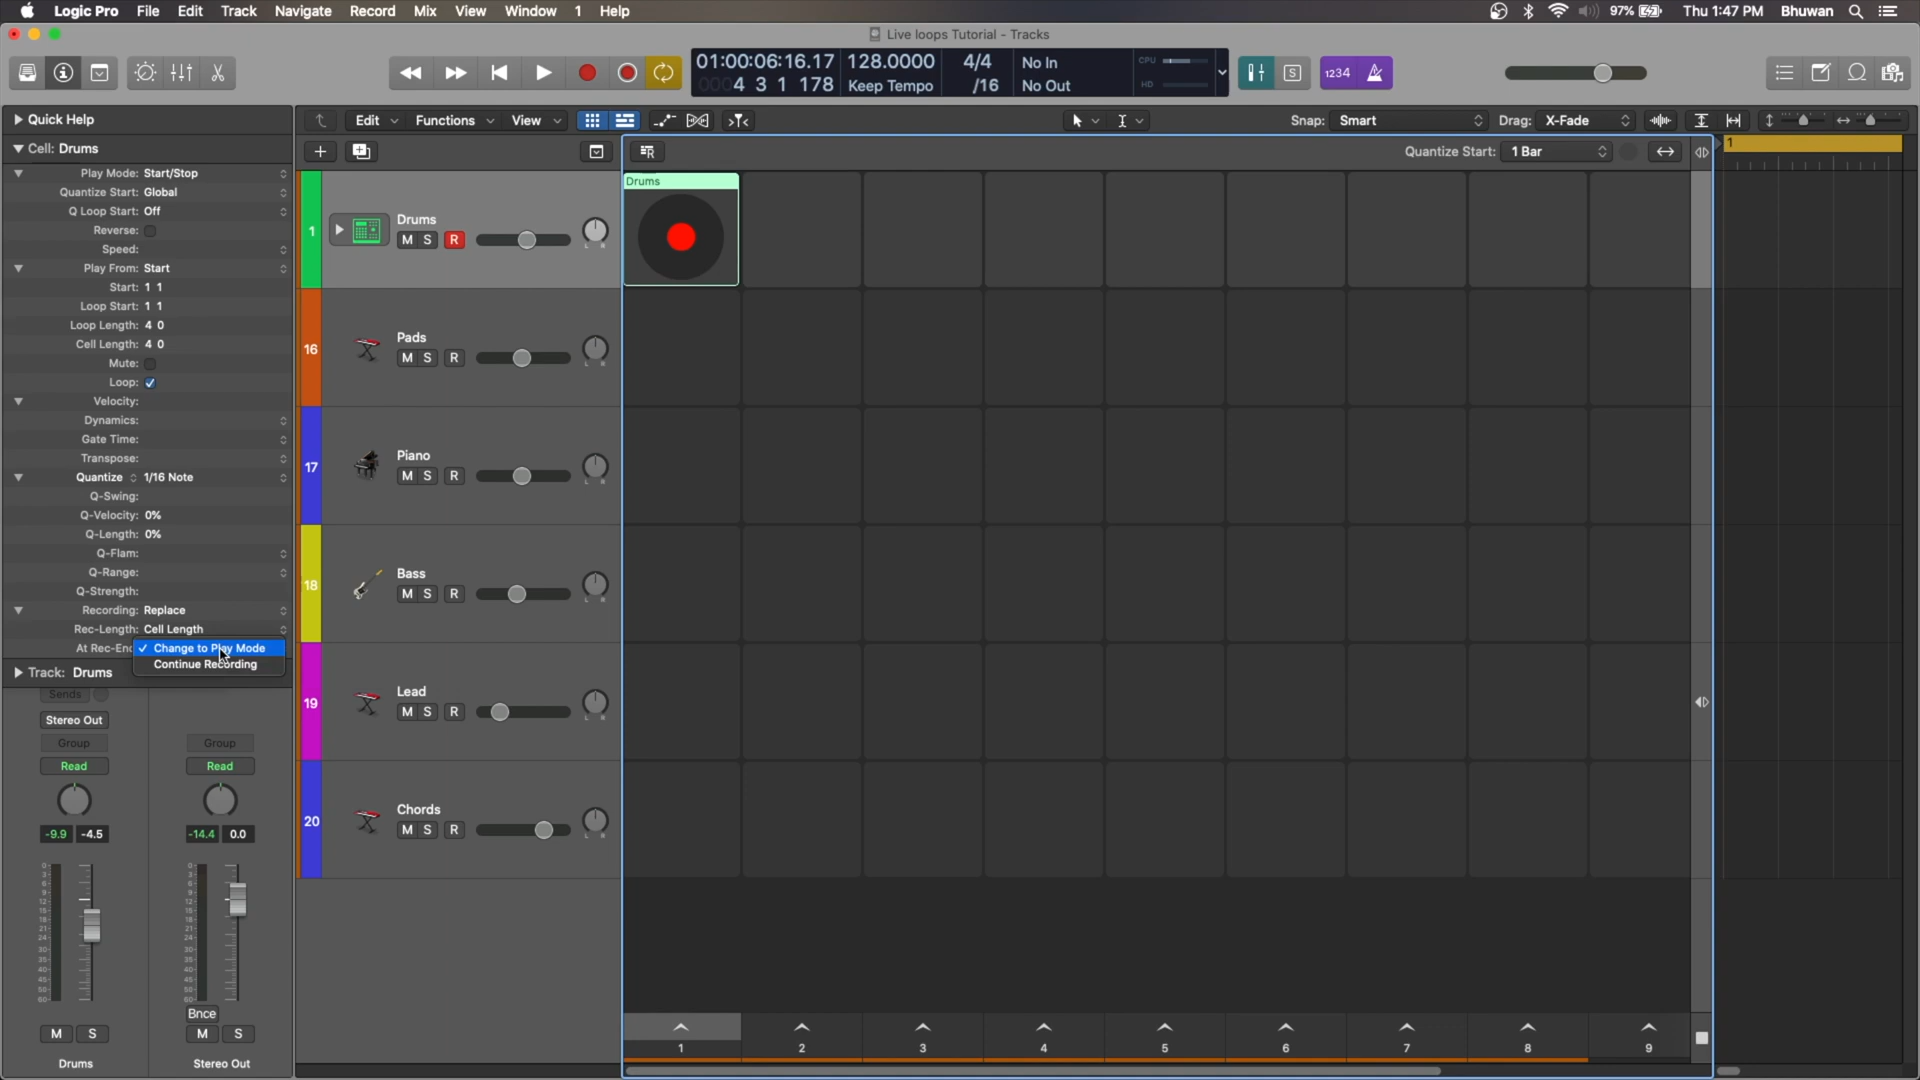 Logic Pro File Edit Track Navigate Record Mix View Window 1 Help
97% Thu 1:47 PM Bhuwan
Live loops Tutorial - Tracks
01:00:06:16.17 128.0000 4/4 No In CPU
0004 3 1 178 Keep Tempo /16 No Out HD
S 1234
Quick Help
Edit Functions View Snap: Smart Drag: X-Fade
Cell: Drums
Quantize Start: 1 Bar
1
Play Mode: Start/Stop
Quantize Start: Global
Q Loop Start: Off
Reverse:
Speed:
Play From: Start
Start: 1 1
Loop Start: 1 1
Loop Length: 4 0
Cell Length: 4 0
Mute:
Loop:
Velocity:
Dynamics:
Gate Time:
Transpose:
Quantize 1/16 Note
Q-Swing:
Q-Velocity: 0%
Q-Length: 0%
Q-Flam:
Q-Range:
Q-Strength:
Recording: Replace
Rec-Length: Cell Length
At Rec-End
Change to Play Mode
Continue Recording
Track: Drums
Sends
Stereo Out
Group Group
Read Read
-9.9 -4.5 -14.4 0.0
Bnce
M S M S
Drums Stereo Out
1 Drums
M S R
16 Pads
M S R
17 Piano
M S R
18 Bass
M S R
19 Lead
M S R
20 Chords
M S R
Drums
1 2 3 4 5 6 7 8 9